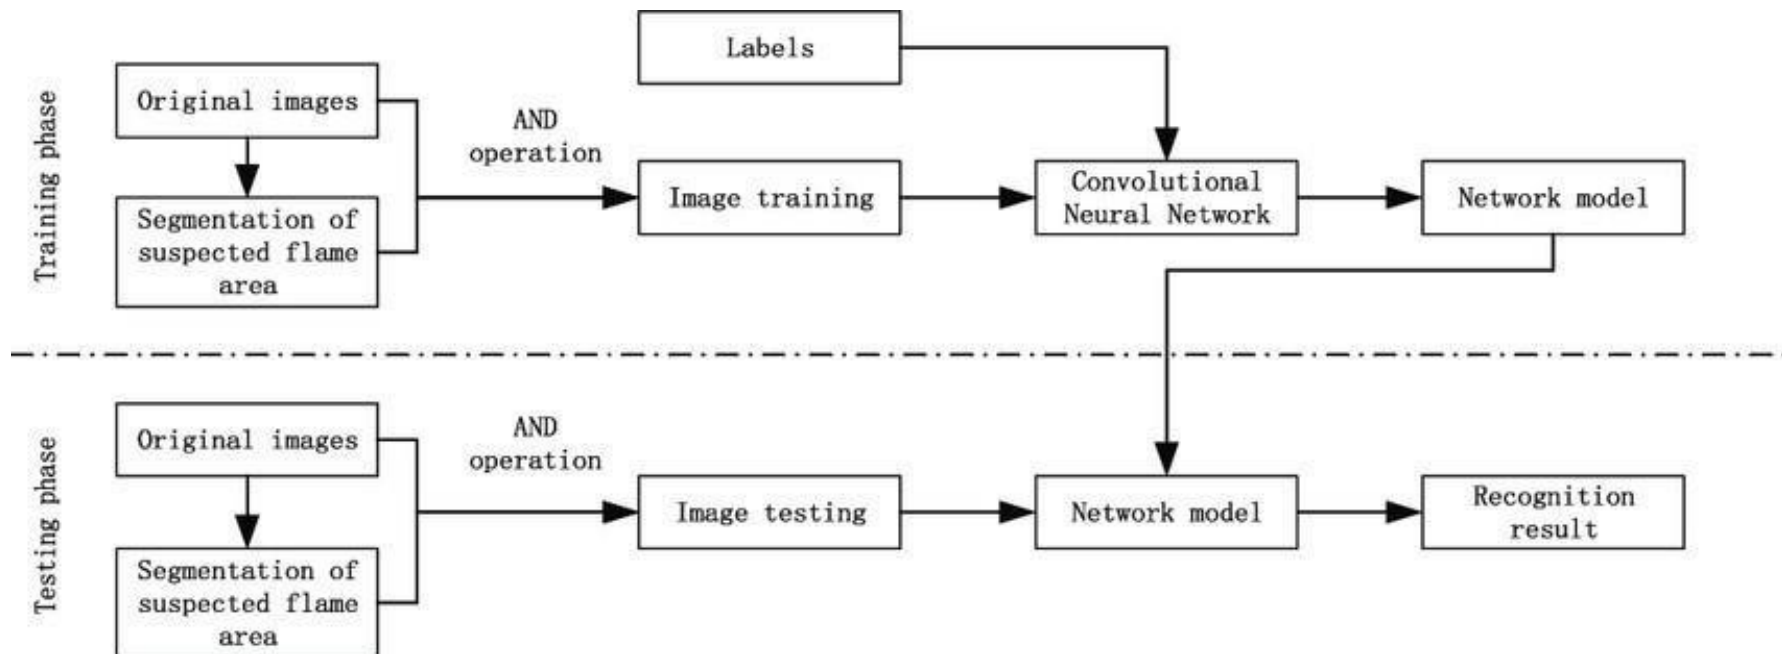 Training phase
Labels
Original images
AND
operation
Segmentation of
suspected flame
area
Image training
Convolutional
Neural Network
Network model
Testing phase
Original images
AND
operation
Segmentation of
suspected flame
area
Image testing
Network model
Recognition
result